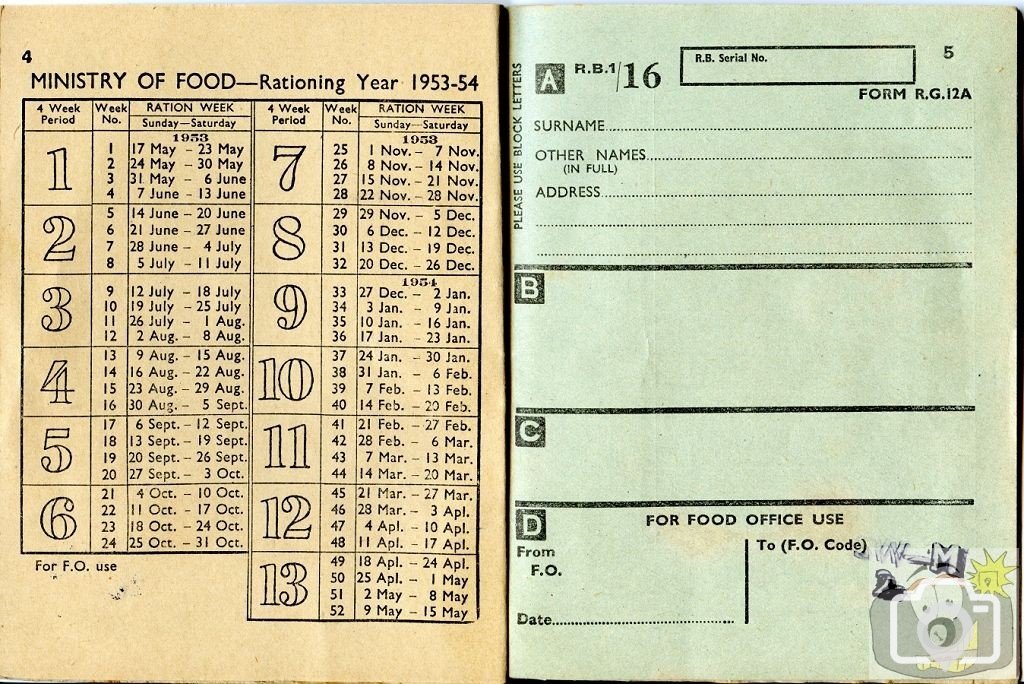 4
MINISTRY OF FOOD—Rationing Year 1953-54
4 Week Period Week No. RATION WEEK Sunday—Saturday
1953
1
1 17 May - 23 May
2 24 May - 30 May
3 31 May - 6 June
4 7 June - 13 June
2
5 14 June - 20 June
6 21 June - 27 June
7 28 June - 4 July
8 5 July - 11 July
3
9 12 July - 18 July
10 19 July - 25 July
11 26 July - 1 Aug.
12 2 Aug. - 8 Aug.
4
13 9 Aug. - 15 Aug.
14 16 Aug. - 22 Aug.
15 23 Aug. - 29 Aug.
16 30 Aug. - 5 Sept.
5
17 6 Sept. - 12 Sept.
18 13 Sept. - 19 Sept.
19 20 Sept. - 26 Sept.
20 27 Sept. - 3 Oct.
6
21 4 Oct. - 10 Oct.
22 11 Oct. - 17 Oct.
23 18 Oct. - 24 Oct.
24 25 Oct. - 31 Oct.
For F.O. use
4 Week Period Week No. RATION WEEK Sunday—Saturday
1953
7
25 1 Nov. - 7 Nov.
26 8 Nov. - 14 Nov.
27 15 Nov. - 21 Nov.
28 22 Nov. - 28 Nov.
8
29 29 Nov. - 5 Dec.
30 6 Dec. - 12 Dec.
31 13 Dec. - 19 Dec.
32 20 Dec. - 26 Dec.
1954
9
33 27 Dec. - 2 Jan.
34 3 Jan. - 9 Jan.
35 10 Jan. - 16 Jan.
36 17 Jan. - 23 Jan.
10
37 24 Jan. - 30 Jan.
38 31 Jan. - 6 Feb.
39 7 Feb. - 13 Feb.
40 14 Feb. - 20 Feb.
11
41 21 Feb. - 27 Feb.
42 28 Feb. - 6 Mar.
43 7 Mar. - 13 Mar.
44 14 Mar. - 20 Mar.
12
45 21 Mar. - 27 Mar.
46 28 Mar. - 3 Apl.
47 4 Apl. - 10 Apl.
48 11 Apl. - 17 Apl.
13
49 18 Apl. - 24 Apl.
50 25 Apl. - 1 May
51 2 May - 8 May
52 9 May - 15 May
5
PLEASE USE BLOCK LETTERS
A R.B.1/16 R.B. Serial No.
FORM R.G.12A
SURNAME
OTHER NAMES
(IN FULL)
ADDRESS
B
C
D FOR FOOD OFFICE USE
From
F.O.
To (F.O. Code)
Date